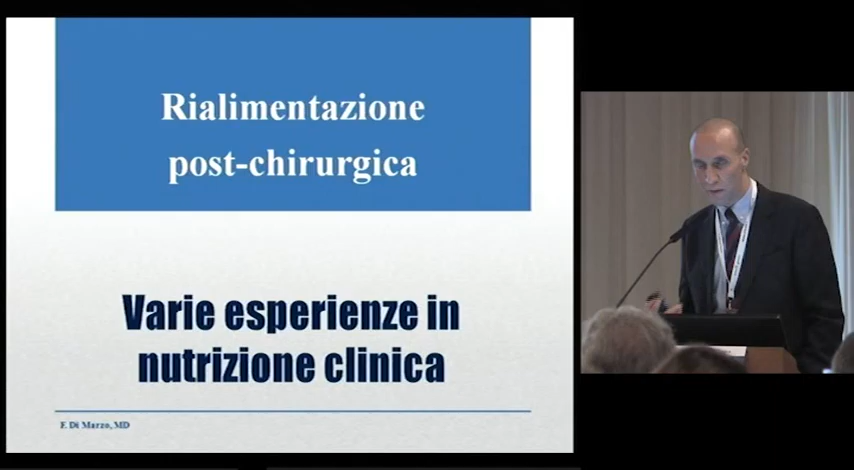 Rialimentazione
post-chirurgica
Varie esperienze in
nutrizione clinica
F. Di Marzo, MD